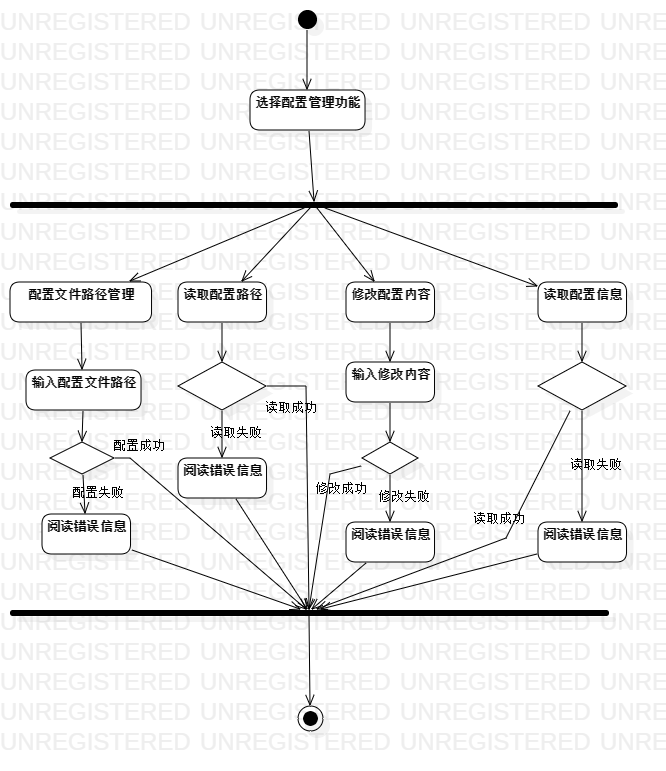 选择配置管理功能
配置文件路径管理
读取配置路径
修改配置内容
读取配置信息
输入配置文件路径
输入修改内容
读取成功
读取失败
配置成功
读取失败
阅读错误信息
配置失败
修改成功
修改失败
读取成功
阅读错误信息
阅读错误信息
阅读错误信息
UNREGISTERED UNREGISTERED UNREGISTERED UNRE